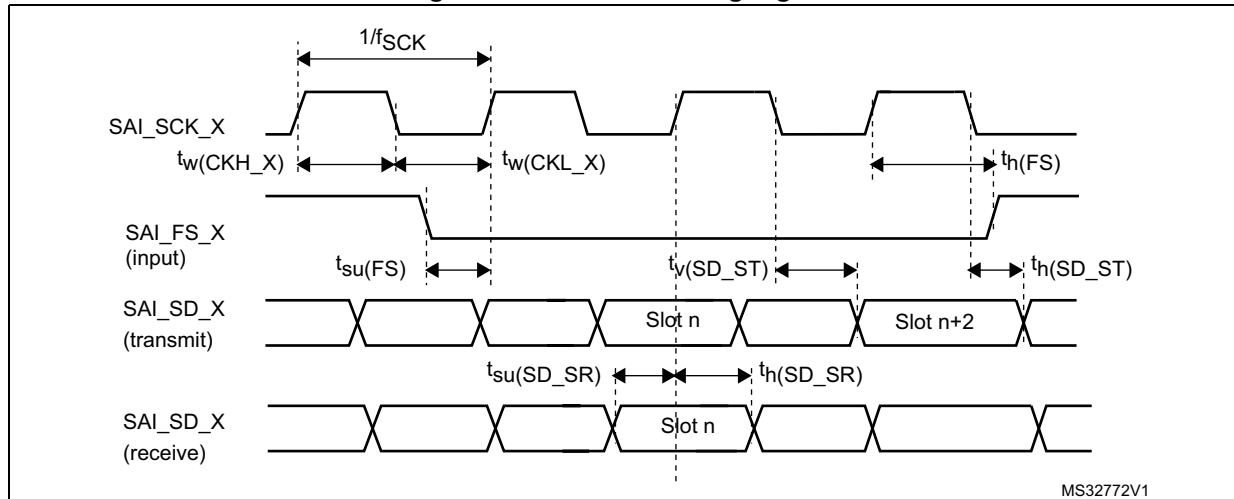 1/fSCK
SAI_SCK_X
tw(CKH_X)
tw(CKL_X)
th(FS)
SAI_FS_X
(input)
tsu(FS)
tv(SD_ST)
th(SD_ST)
SAI_SD_X
(transmit)
Slot n
Slot n+2
tsu(SD_SR)
th(SD_SR)
SAI_SD_X
(receive)
Slot n
MS32772V1